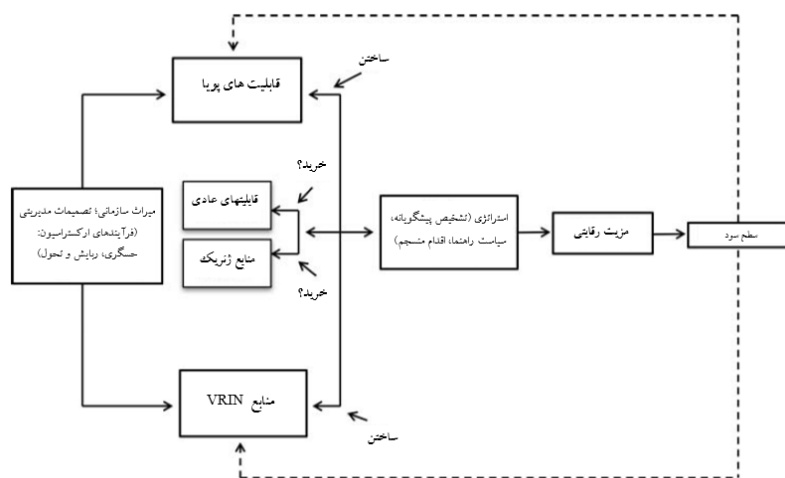 ساختن
قابلیت های پویا
خرید؟
قابلیتهای عادی
میراث سازمانی؛ تصمیمات مدیریتی
(فرآیندهای ارکستراسیون:
حسگری، ربایش و تحول)
منابع ژنریک
استراتژی (تشخیص پیشگویانه،
سیاست راهنما، اقدام منسجم)
مزیت رقابتی
سطح سود
خرید؟
منابع VRIN
ساختن